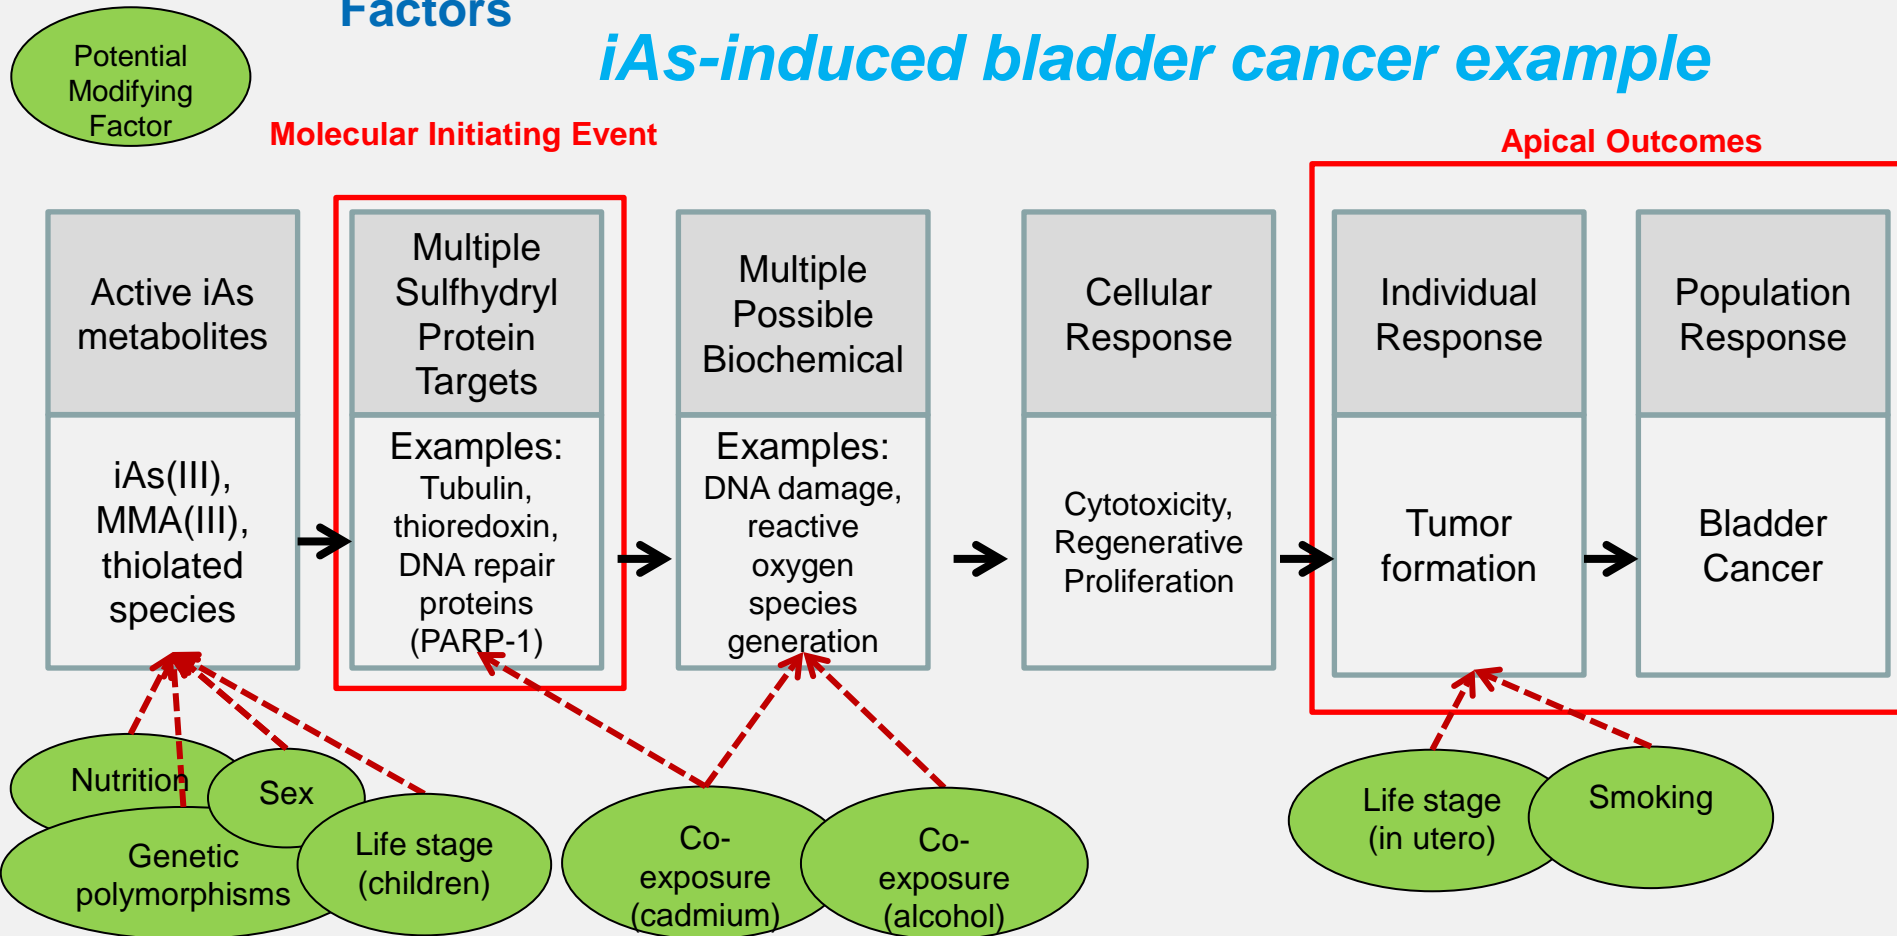 Factors
iAs-induced bladder cancer example
Potential
Modifying
Factor
Molecular Initiating Event
Apical Outcomes
Active iAs
metabolites
Multiple
Sulfhydryl
Protein
Targets
Multiple
Possible
Biochemical
Cellular
Response
Individual
Response
Population
Response
iAs(III),
MMA(III),
thiolated
species
Examples:
Tubulin,
thioredoxin,
DNA repair
proteins
(PARP-1)
Examples:
DNA damage,
reactive
oxygen
species
generation
Cytotoxicity,
Regenerative
Proliferation
Tumor
formation
Bladder
Cancer
Nutrition
Sex
Genetic
polymorphisms
Life stage
(children)
Co-
exposure
(cadmium)
Co-
exposure
(alcohol)
Life stage
(in utero)
Smoking